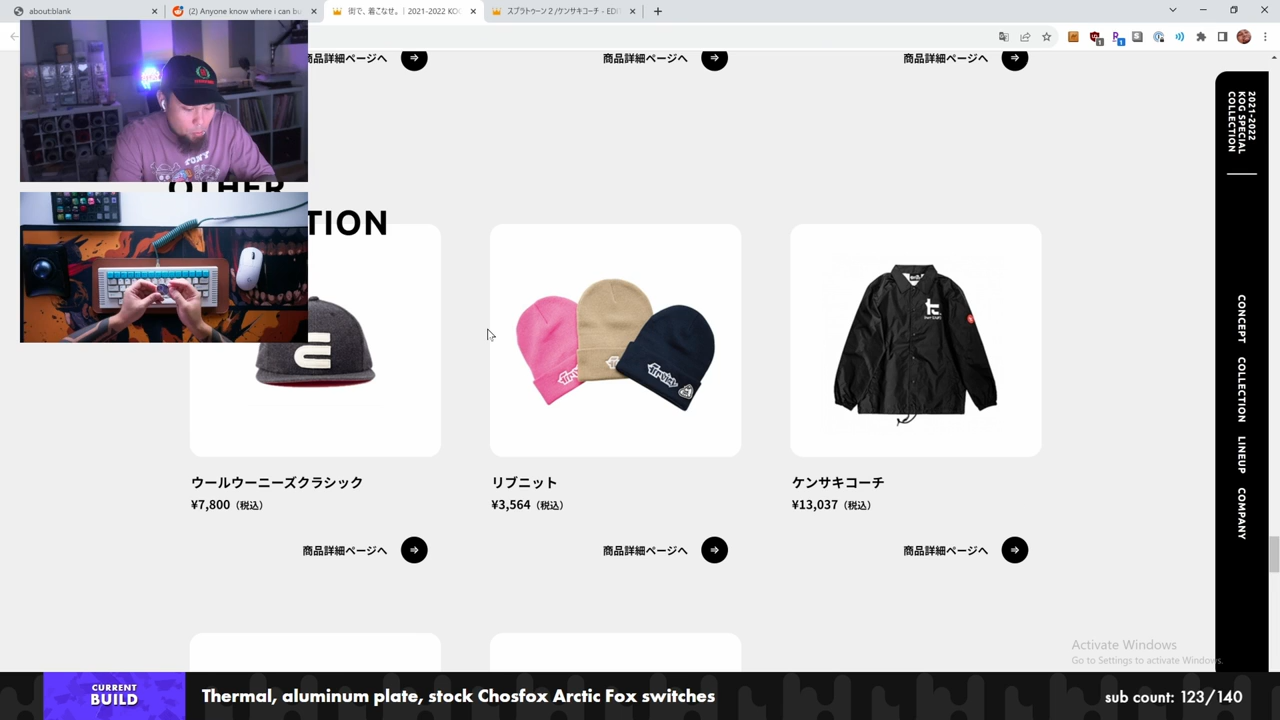 about:blank
(2) Anyone know where i can bu
街で、着こなせ。| 2021-2022 KOG
スプラトゥーン２/ケンサキコーチ - EDI
商品詳細ページへ
商品詳細ページへ
商品詳細ページへ
2021-2022
KOG SPECIAL
COLLECTION
OTHER
TION
ウールウーニーズクラシック
¥7,800（税込）
商品詳細ページへ
リブニット
¥3,564（税込）
商品詳細ページへ
ケンサキコーチ
¥13,037（税込）
商品詳細ページへ
CONCEPT
COLLECTION
LINEUP
COMPANY
Activate Windows
Go to Settings to activate Windows.
CURRENT
BUILD
Thermal, aluminum plate, stock Chosfox Arctic Fox switches
sub count: 123/140